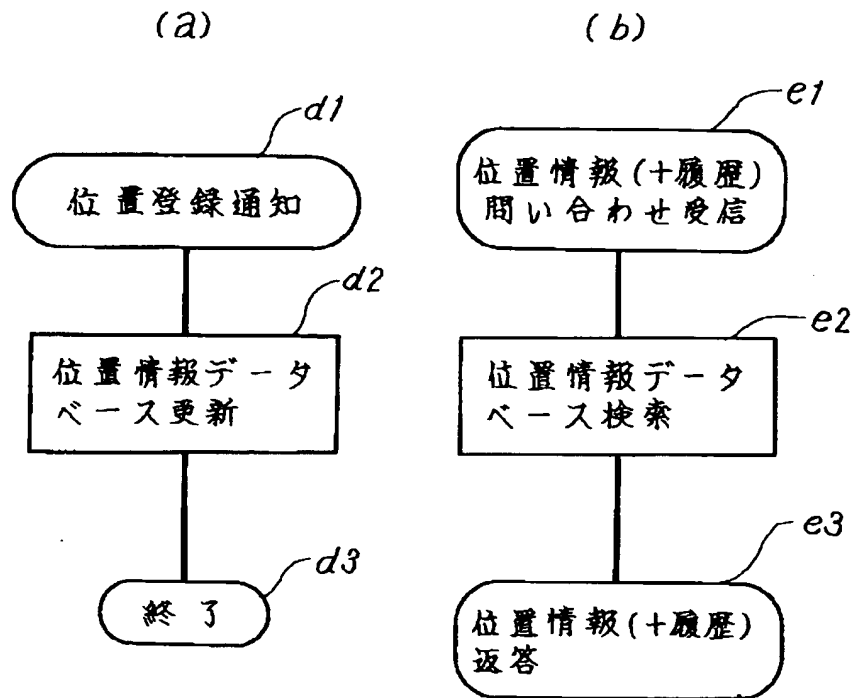 (a)
d1
位置登録通知
d2
位置情報データ
ベース更新
d3
終了
(b)
e1
位置情報(+履歴)
問い合わせ受信
e2
位置情報データ
ベース検索
e3
位置情報(+履歴)
返答